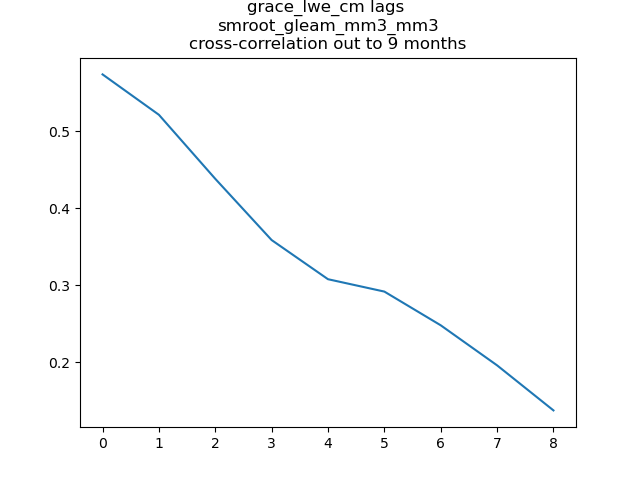 grace_lwe_cm lags
smroot_gleam_mm3_mm3
cross-correlation out to 9 months
0.5
0.4
0.3
0.2
0 1 2 3 4 5 6 7 8